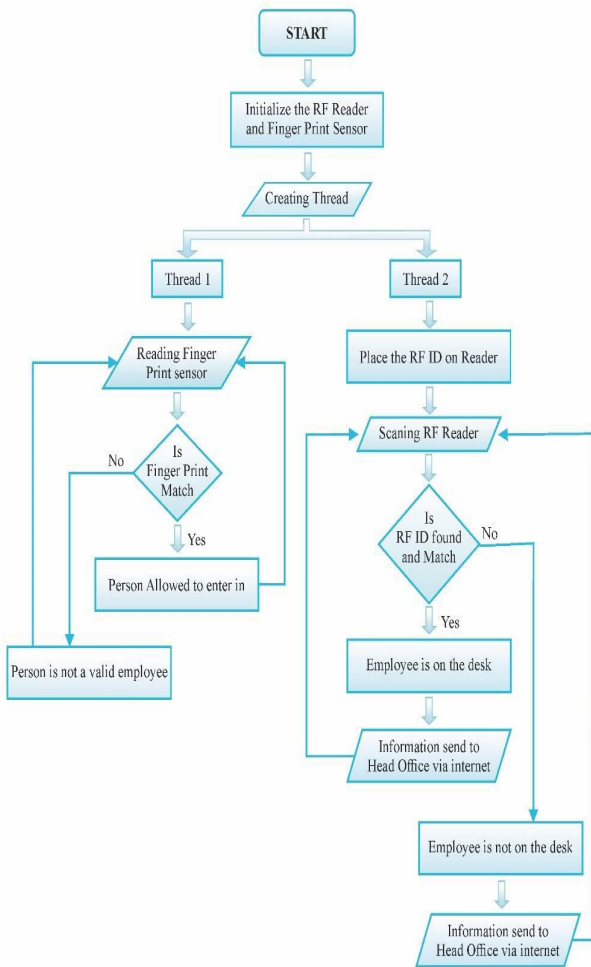 START
Initialize the RF Reader
and Finger Print Sensor
Creating Thread
Thread 1
Thread 2
Reading Finger
Print sensor
Place the RF ID on Reader
Scaning RF Reader
Is
Finger Print
Match
No
Yes
Person Allowed to enter in
Person is not a valid employee
Is
RF ID found
and Match
No
Yes
Employee is on the desk
Information send to
Head Office via internet
Employee is not on the desk
Information send to
Head Office via internet